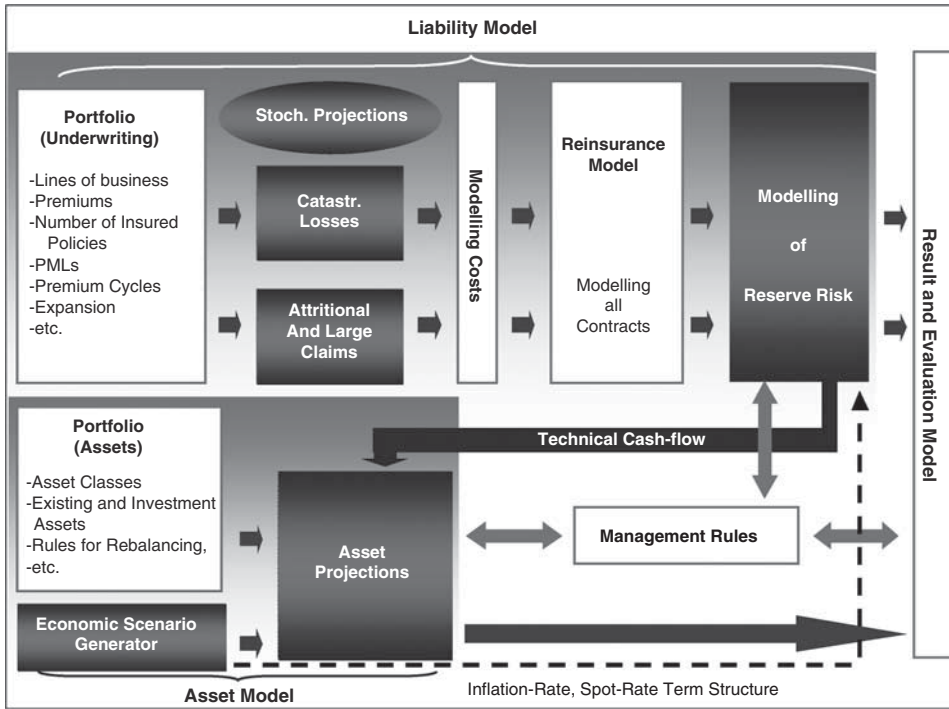 Liability Model
Portfolio
(Underwriting)
-Lines of business
-Premiums
-Number of Insured
Policies
-PMLs
-Premium Cycles
-Expansion
-etc.
Stoch. Projections
Catastr.
Losses
Attritional
And Large
Claims
Modelling Costs
Reinsurance
Model
Modelling
all
Contracts
Modelling
of
Reserve Risk
Result and Evaluation Model
Technical Cash-flow
Portfolio
(Assets)
-Asset Classes
-Existing and Investment
Assets
-Rules for Rebalancing,
-etc.
Asset
Projections
Management Rules
Economic Scenario
Generator
Asset Model
Inflation-Rate, Spot-Rate Term Structure